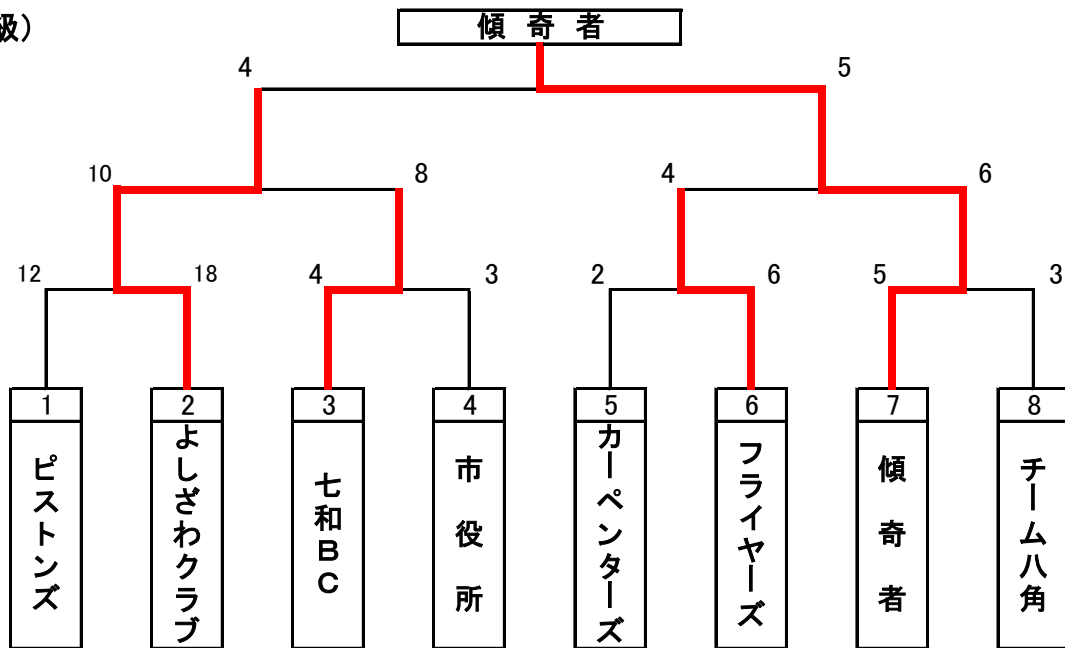 級）
傾奇者
4
5
10
8
4
6
12
18
4
3
2
6
5
3
1
2
3
4
5
6
7
8
ピストンズ
よしざわクラブ
七和BC
市役所
カーペンターズ
フライヤーズ
傾奇者
チーム八角